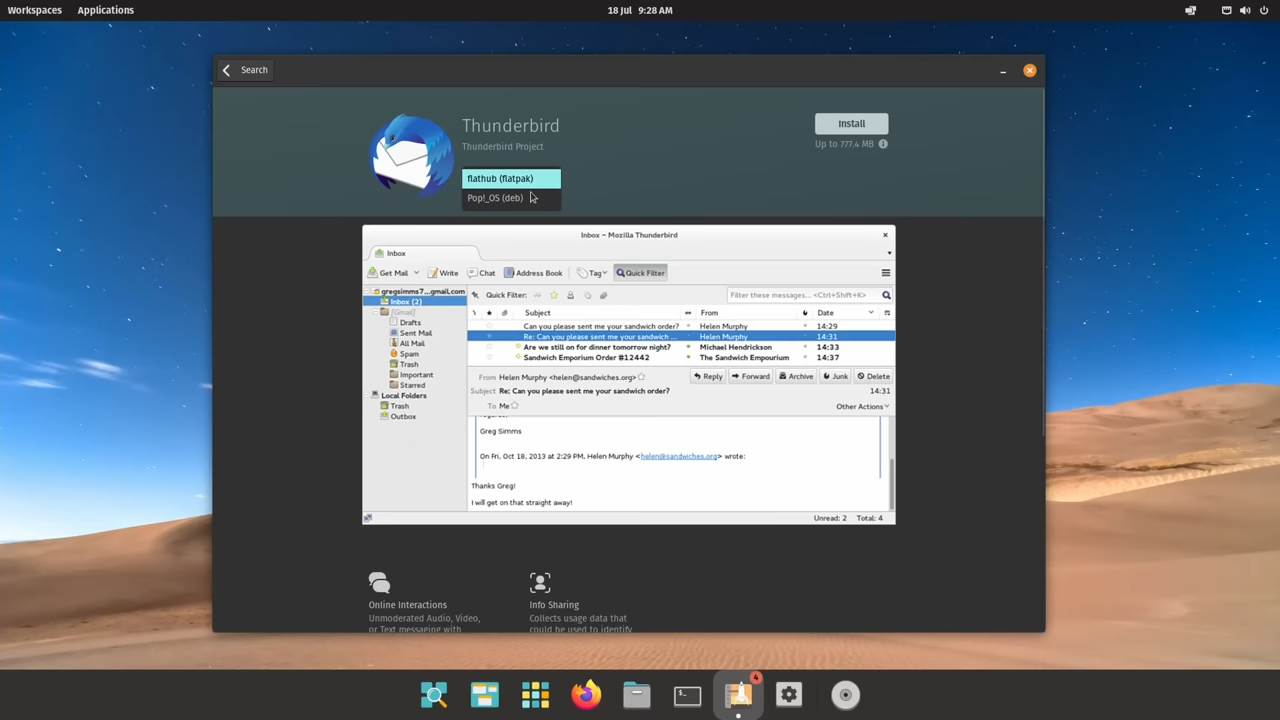 Workspaces Applications 18 Jul 9:28 AM
Search
Thunderbird
Thunderbird Project
Install
Up to 777.4 MB
flathub (flatpak)
Pop!_OS (deb)
Inbox - Mozilla Thunderbird
Inbox
Get Mail Write Chat Address Book Tag Quick Filter
gregsimms7...gmail.com
Inbox (2)
[Gmail]
Drafts
Sent Mail
All Mail
Spam
Trash
Important
Starred
Local Folders
Trash
Outbox
Quick Filter: Filter these messages... <Ctrl+Shift+K>
Subject From Date
Can you please sent me your sandwich order? Helen Murphy 14:29
Re: Can you please sent me your sandwich ... Helen Murphy 14:31
Are we still on for dinner tomorrow night? Michael Hendrickson 14:33
Sandwich Emporium Order #12442 The Sandwich Empourium 14:37
From Helen Murphy <helen@sandwiches.org> Reply Forward Archive Junk Delete
Subject Re: Can you please sent me your sandwich order? 14:31
To Me Other Actions
Greg Simms
On Fri, Oct 18, 2013 at 2:29 PM, Helen Murphy <helen@sandwiches.org> wrote:
Thanks Greg!
I will get on that straight away!
Unread: 2 Total: 4
Online Interactions
Unmoderated Audio, Video,
or Text messaging with
Info Sharing
Collects usage data that
could be used to identify
4